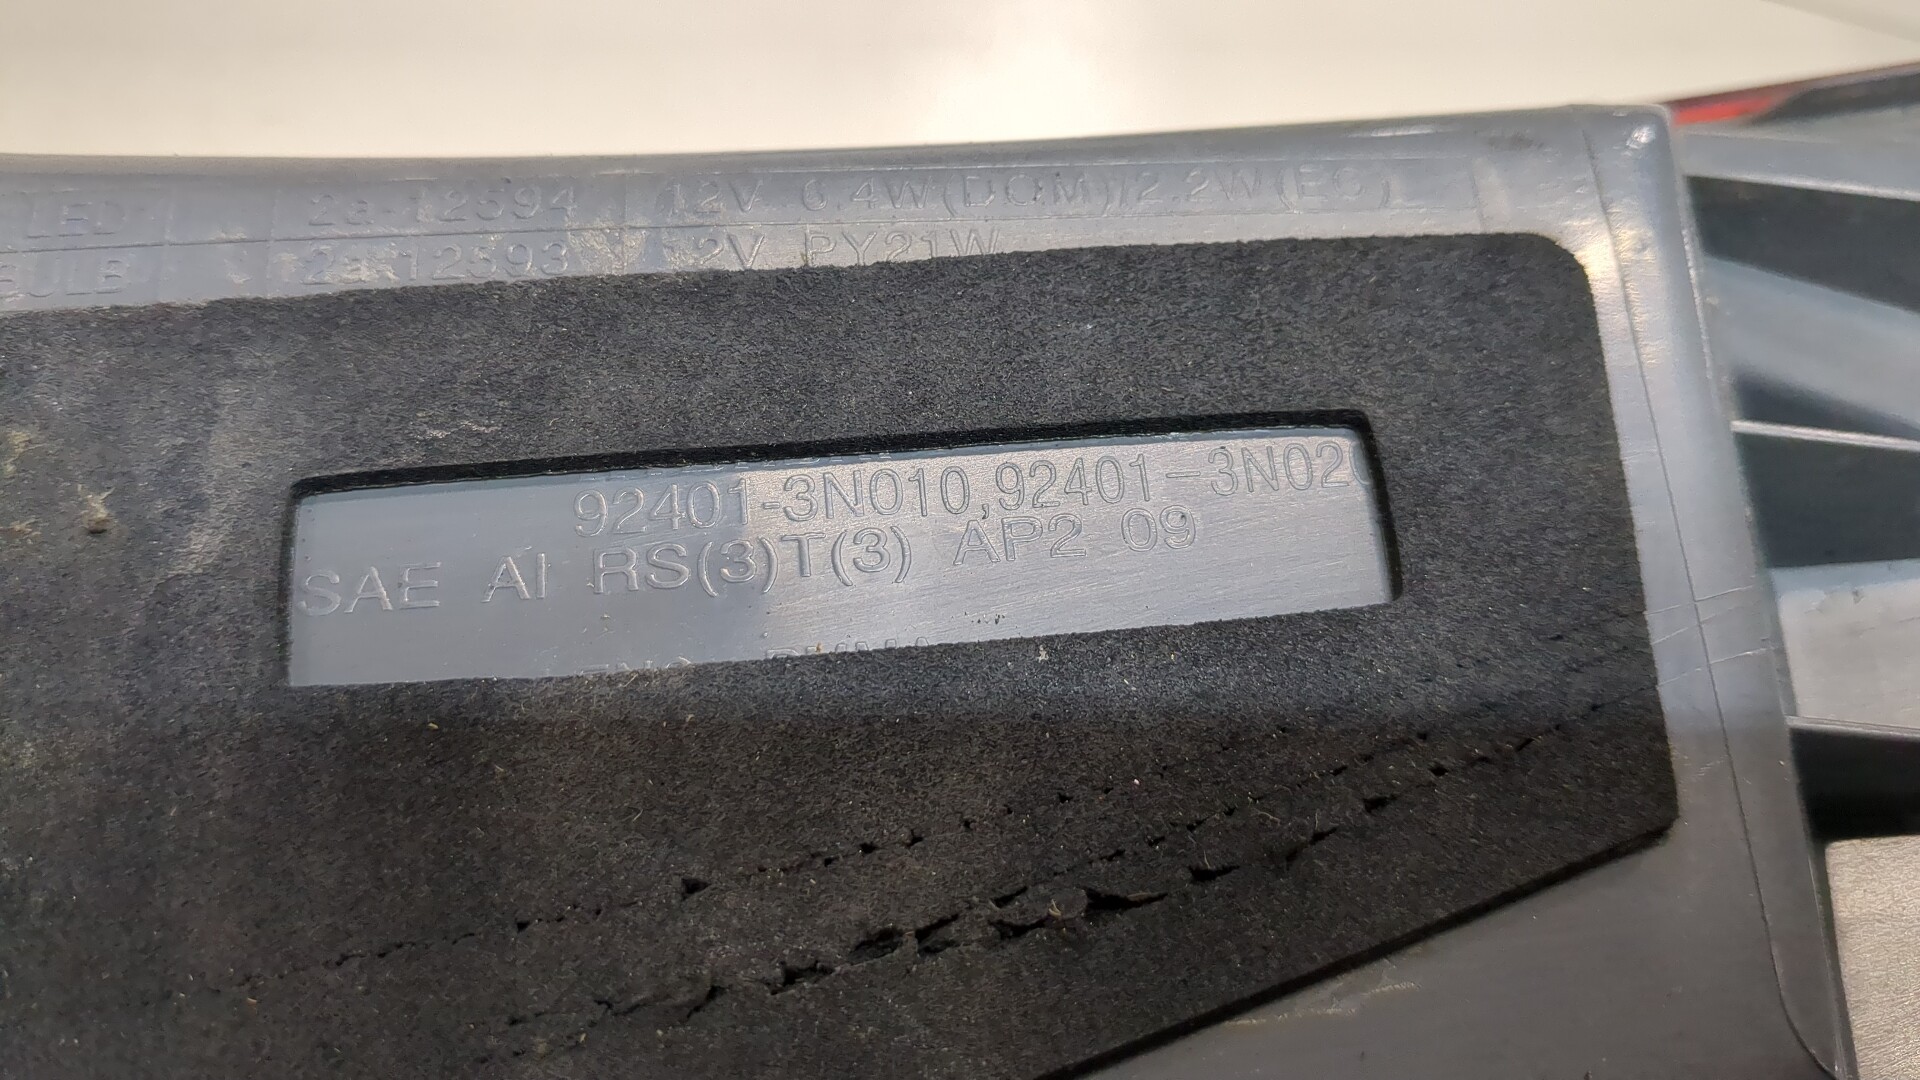 LED 2a 12594 12V 6.4W(DOM)/2.2W(EC)
BULB 2a 12593 12V PY21W
92401-3N010,92401-3N020
SAE AI RS(3)T(3) AP2 09